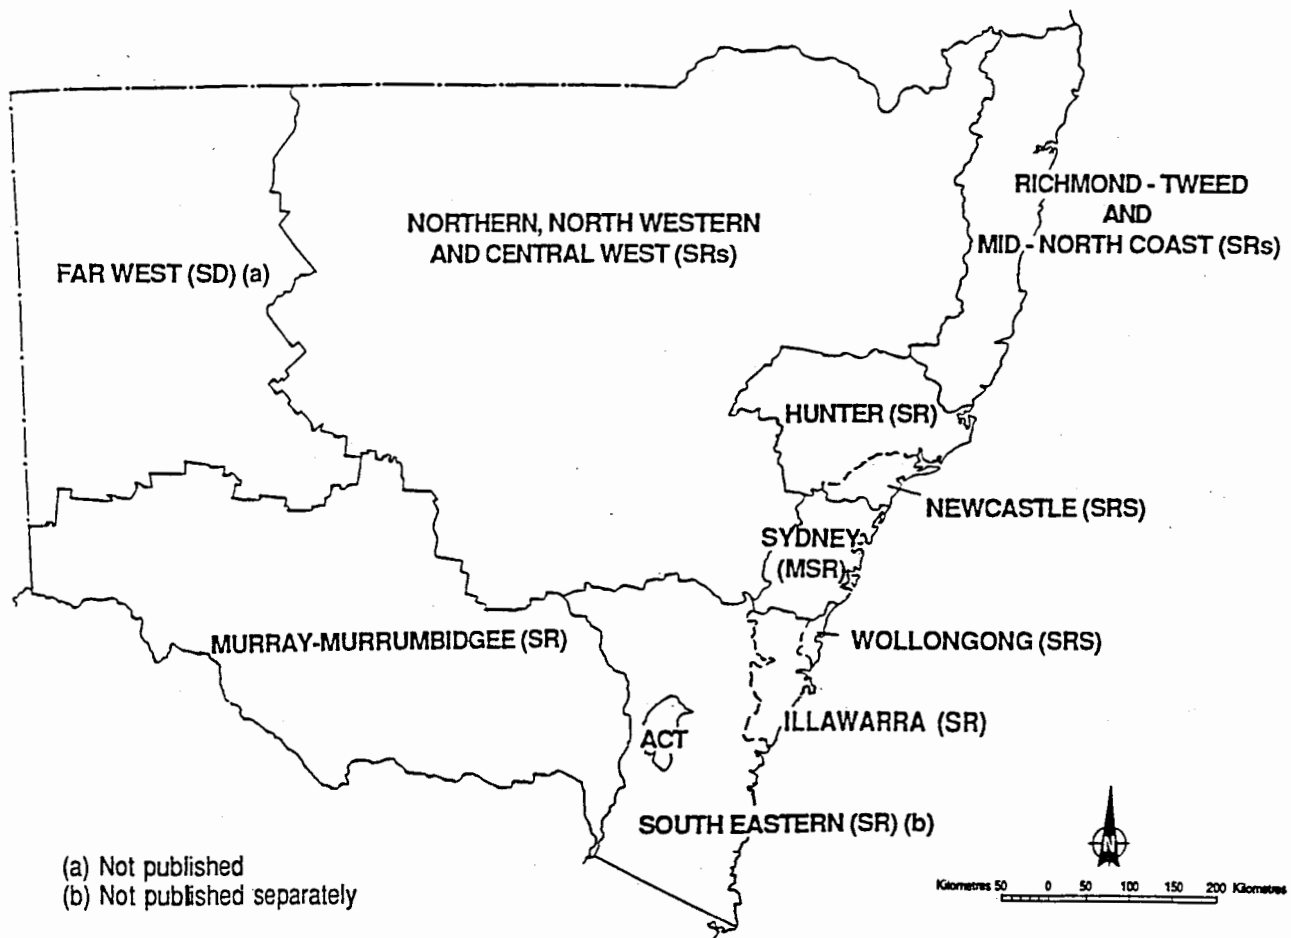 RICHMOND - TWEED
AND
MID - NORTH COAST (SRs)
NORTHERN, NORTH WESTERN
AND CENTRAL WEST (SRs)
FAR WEST (SD) (a)
HUNTER (SR)
NEWCASTLE (SRS)
SYDNEY
(MSR)
MURRAY-MURRUMBIDGEE (SR)
WOLLONGONG (SRS)
ILLAWARRA (SR)
ACT
SOUTH EASTERN (SR) (b)
N
(a) Not published
(b) Not published separately
Kilometres 50 0 50 100 150 200 Kilometres